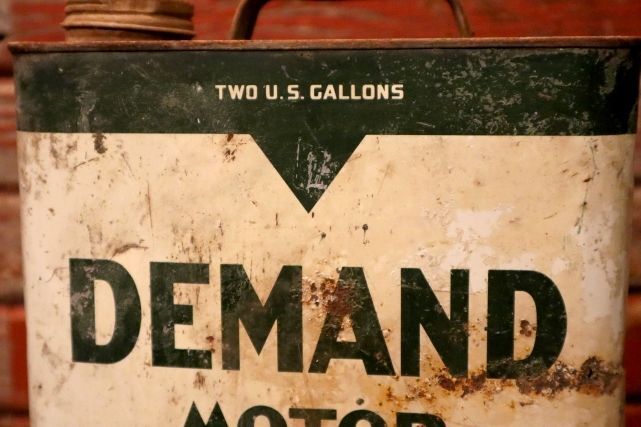 TWO U.S. GALLONS
DEMAND
MOTOR